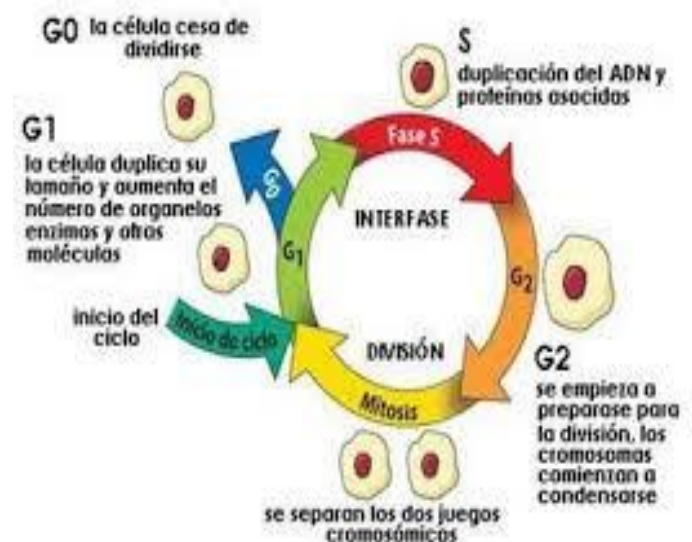 G0 la célula cesa de
dividirse
S
duplicación del ADN y
proteínas asociadas
G1
la célula duplica su
tamaño y aumenta el
número de organelos
enzimas y otras
moléculas
Fase S
G0
INTERFASE
G1
G2
inicio del
ciclo
Inicio de ciclo
DIVISIÓN
Mitosis
G2
se empieza a
preparase para
la división, los
cromosomas
comienzan a
condensarse
se separan los dos juegos
cromosómicos